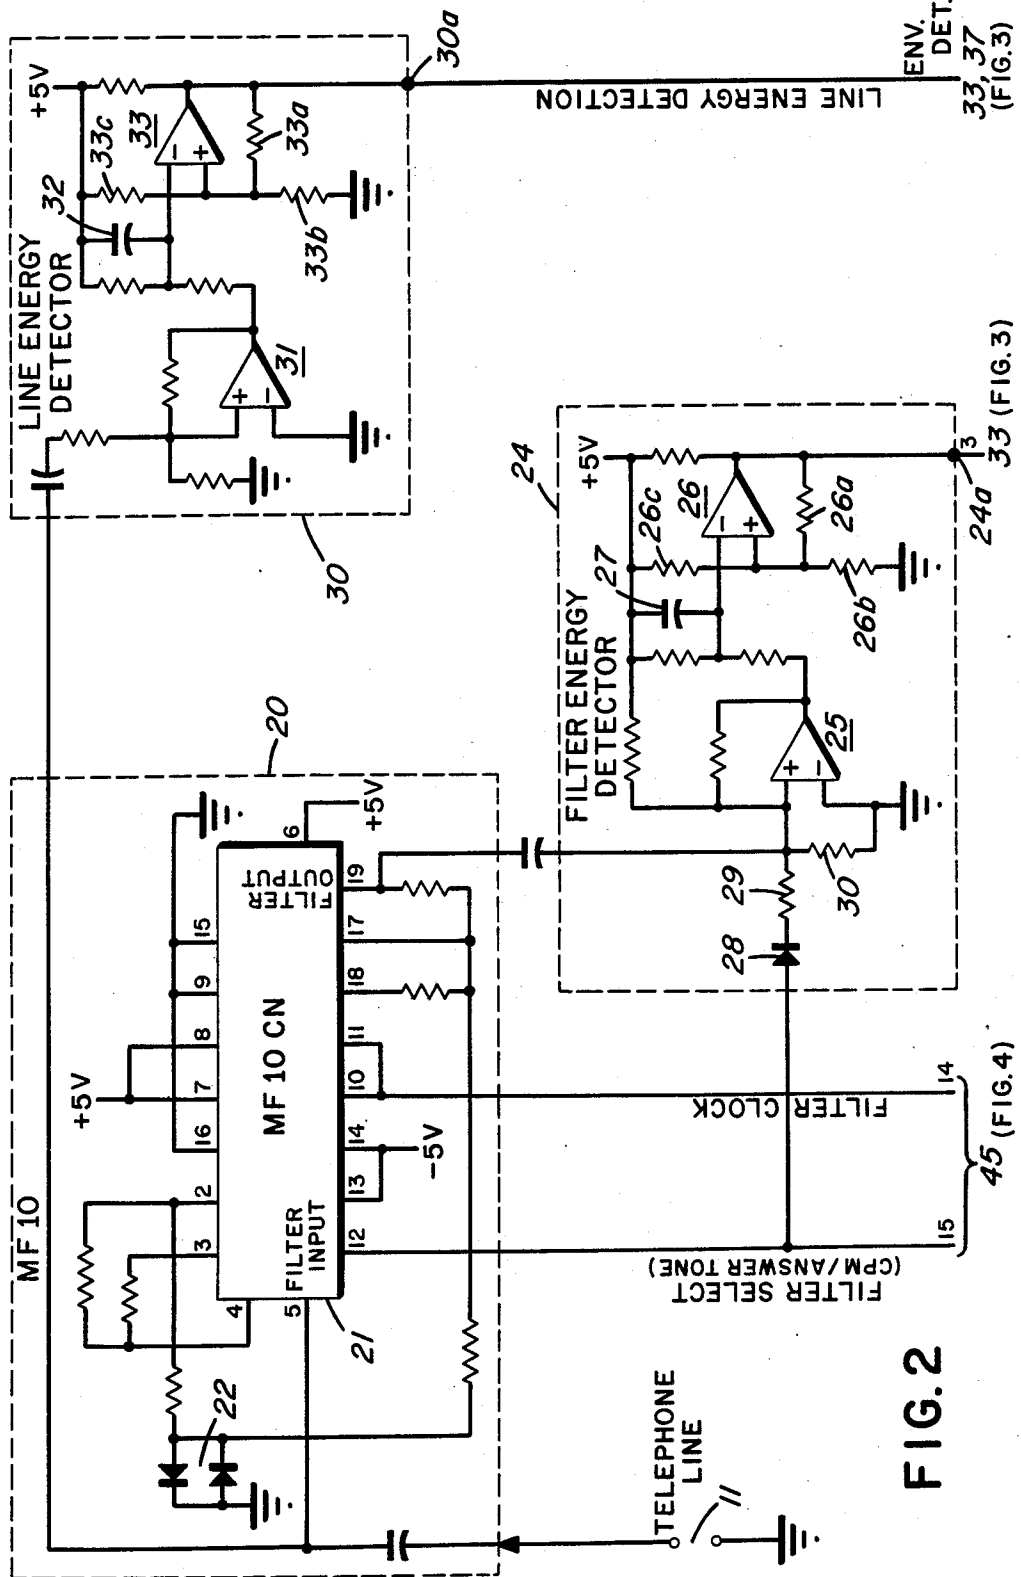 MF10
20
+5V
16
7
8
9
15
2
3
4
FILTER
INPUT
5
MF 10 CN
FILTER
OUTPUT
6
+5V
21
12
13
14
10
11
18
17
19
-5V
22
TELEPHONE
LINE
11
FILTER SELECT
(CPM/ANSWER TONE)
15
FILTER CLOCK
14
45 (FIG.4)
LINE ENERGY
DETECTOR
30
+5V
32
33c
33
-
+
33a
33b
31
+
-
30a
LINE ENERGY DETECTION
ENV.
DET.
33, 37
(FIG.3)
FILTER ENERGY
DETECTOR
24
+5V
27
26c
26
-
+
26a
26b
25
+
-
28
29
30
24a
3
33 (FIG.3)
FIG. 2